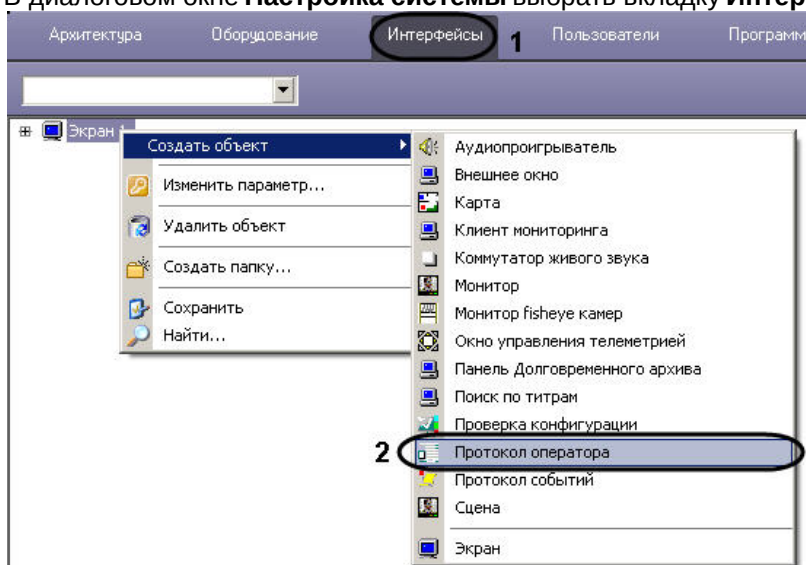 В диалоговом окне Настройка системы выбрать вкладку Интер
Архитектура Оборудование Интерфейсы 1 Пользователи Программ
Экран 1
Создать объект
Изменить параметр...
Удалить объект
Создать папку...
Сохранить
Найти...
Аудиопроигрыватель
Внешнее окно
Карта
Клиент мониторинга
Коммутатор живого звука
Монитор
Монитор fisheye камер
Окно управления телеметрией
Панель Долговременного архива
Поиск по титрам
Проверка конфигурации
2 Протокол оператора
Протокол событий
Сцена
Экран